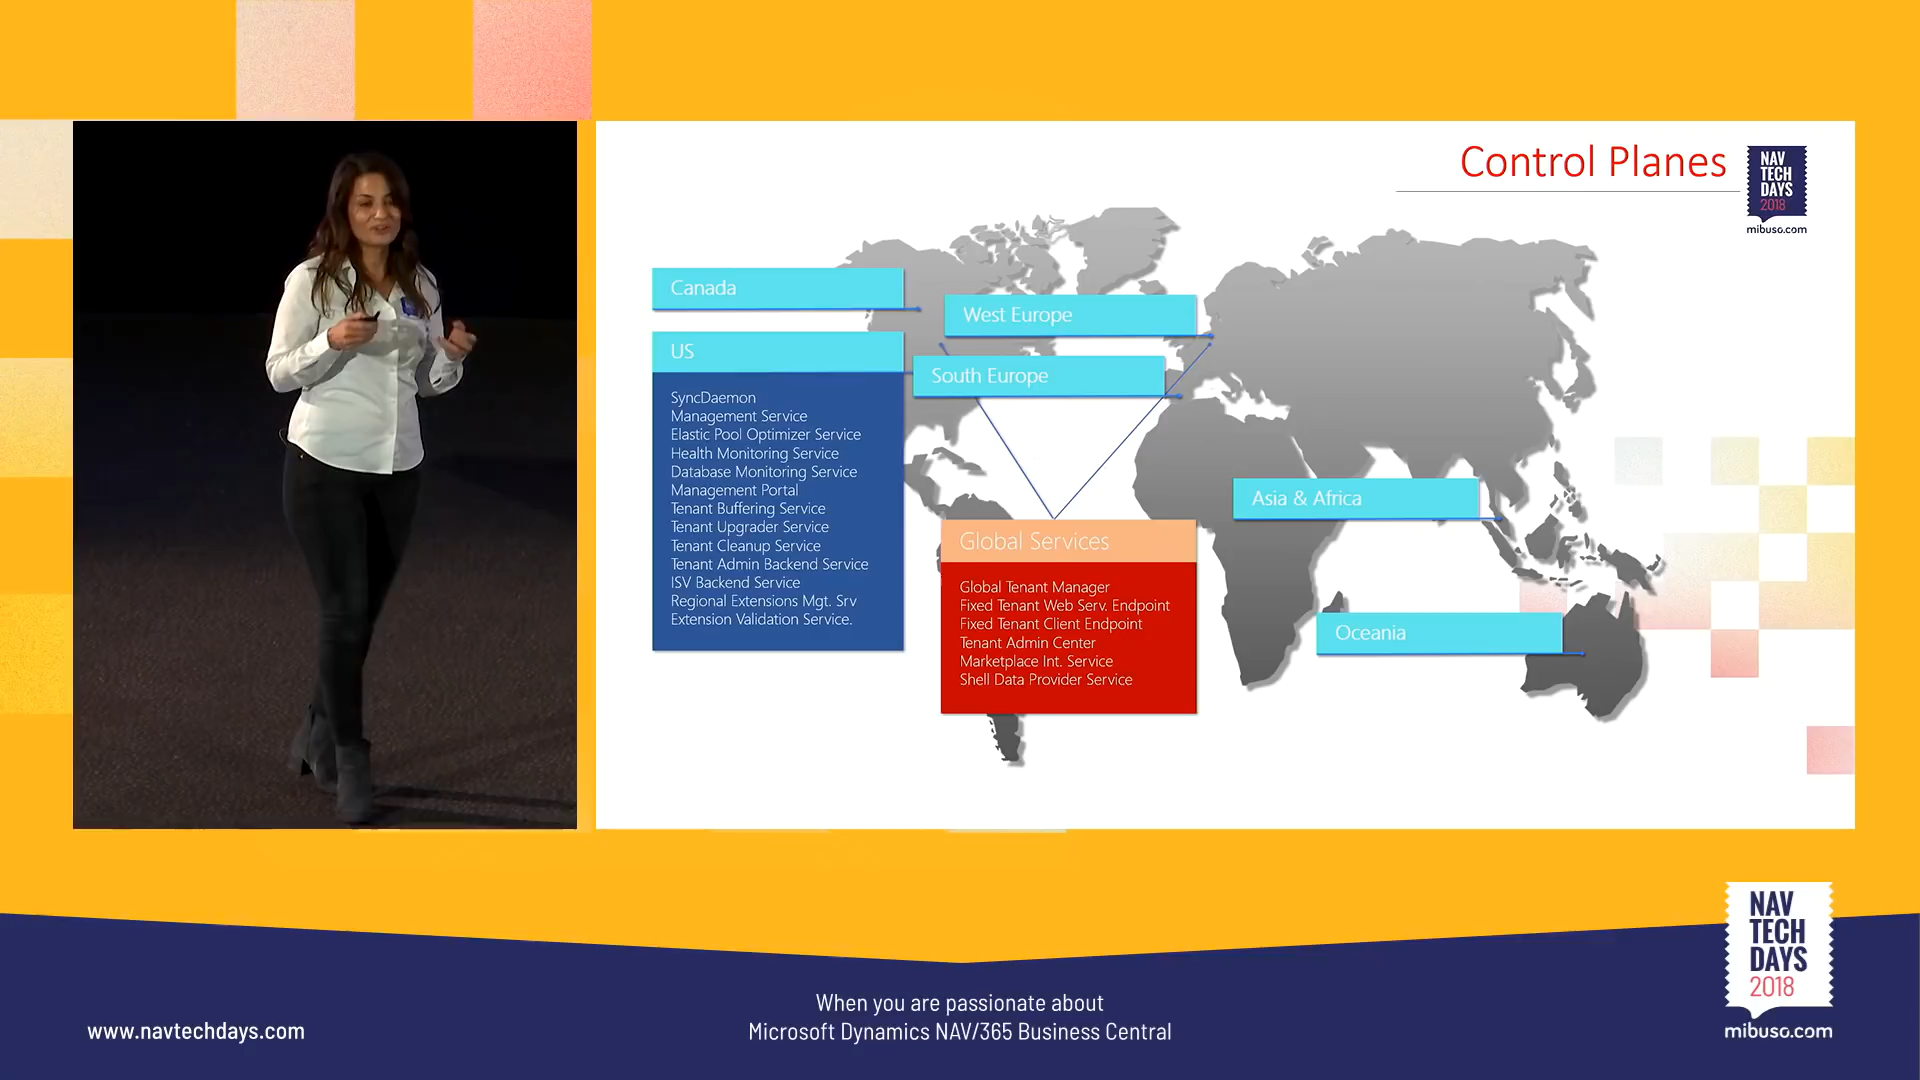 Control Planes
NAV
TECH
DAYS
2018
mibuso.com
Canada
US
SyncDaemon
Management Service
Elastic Pool Optimizer Service
Health Monitoring Service
Database Monitoring Service
Management Portal
Tenant Buffering Service
Tenant Upgrader Service
Tenant Cleanup Service
Tenant Admin Backend Service
ISV Backend Service
Regional Extensions Mgt. Srv
Extension Validation Service.
West Europe
South Europe
Global Services
Global Tenant Manager
Fixed Tenant Web Serv. Endpoint
Fixed Tenant Client Endpoint
Tenant Admin Center
Marketplace Int. Service
Shell Data Provider Service
Asia & Africa
Oceania
www.navtechdays.com
When you are passionate about
Microsoft Dynamics NAV/365 Business Central
NAV
TECH
DAYS
2018
mibuso.com